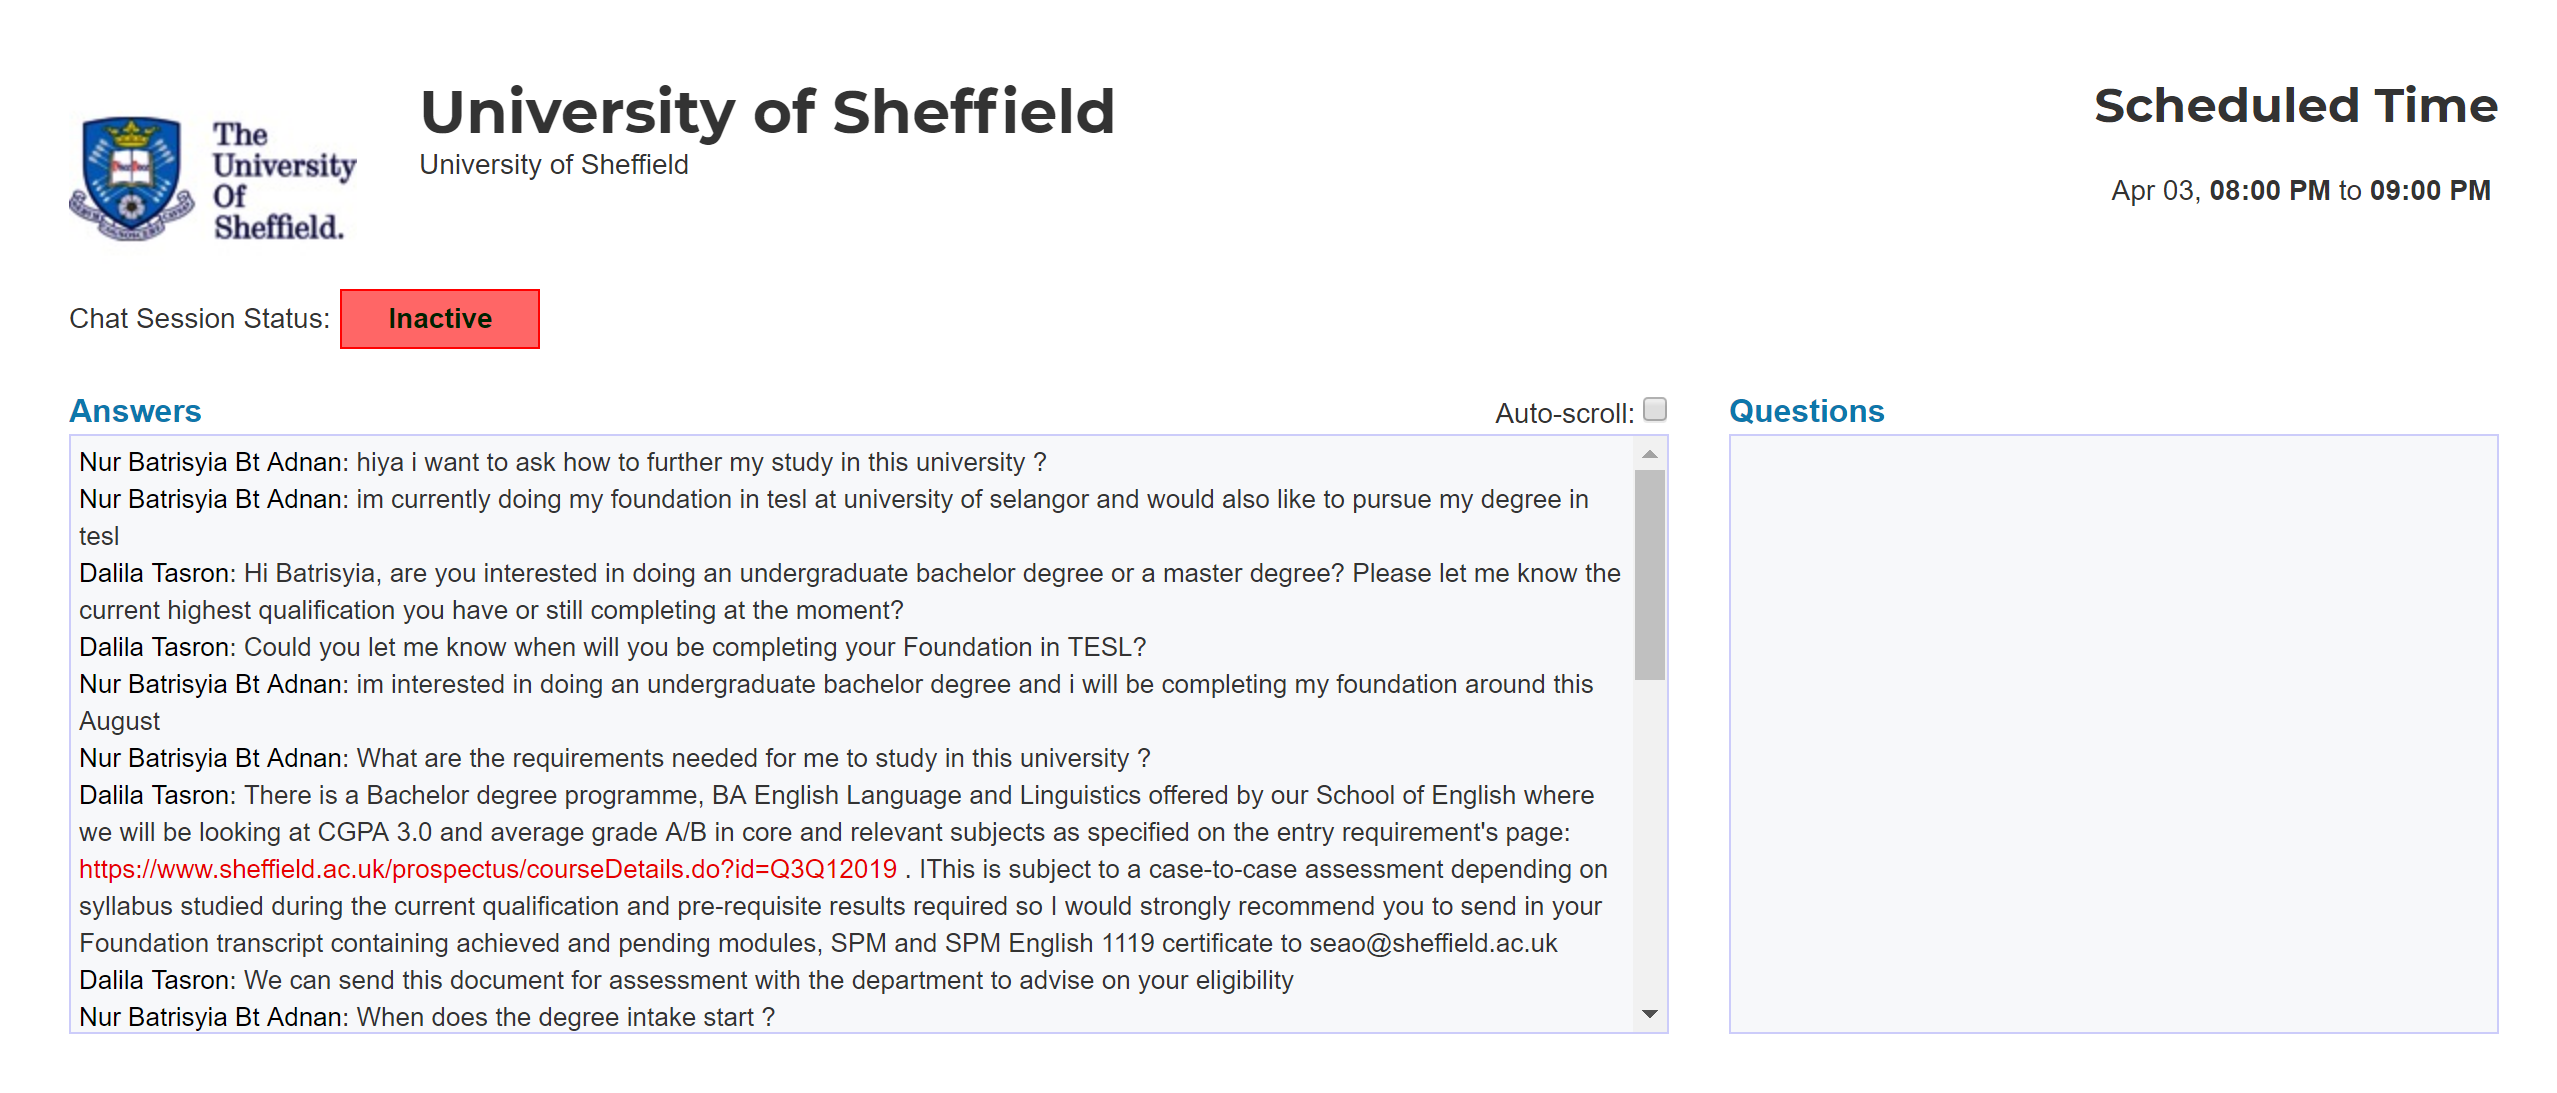 The
University
Of
Sheffield.
University of Sheffield
University of Sheffield
Scheduled Time
Apr 03, 08:00 PM to 09:00 PM
Chat Session Status: Inactive
Answers
Auto-scroll:
Nur Batrisyia Bt Adnan: hiya i want to ask how to further my study in this university ?
Nur Batrisyia Bt Adnan: im currently doing my foundation in tesl at university of selangor and would also like to pursue my degree in
tesl
Dalila Tasron: Hi Batrisyia, are you interested in doing an undergraduate bachelor degree or a master degree? Please let me know the
current highest qualification you have or still completing at the moment?
Dalila Tasron: Could you let me know when will you be completing your Foundation in TESL?
Nur Batrisyia Bt Adnan: im interested in doing an undergraduate bachelor degree and i will be completing my foundation around this
August
Nur Batrisyia Bt Adnan: What are the requirements needed for me to study in this university ?
Dalila Tasron: There is a Bachelor degree programme, BA English Language and Linguistics offered by our School of English where
we will be looking at CGPA 3.0 and average grade A/B in core and relevant subjects as specified on the entry requirement's page:
https://www.sheffield.ac.uk/prospectus/courseDetails.do?id=Q3Q12019 . IThis is subject to a case-to-case assessment depending on
syllabus studied during the current qualification and pre-requisite results required so I would strongly recommend you to send in your
Foundation transcript containing achieved and pending modules, SPM and SPM English 1119 certificate to seao@sheffield.ac.uk
Dalila Tasron: We can send this document for assessment with the department to advise on your eligibility
Nur Batrisyia Bt Adnan: When does the degree intake start ?
Questions